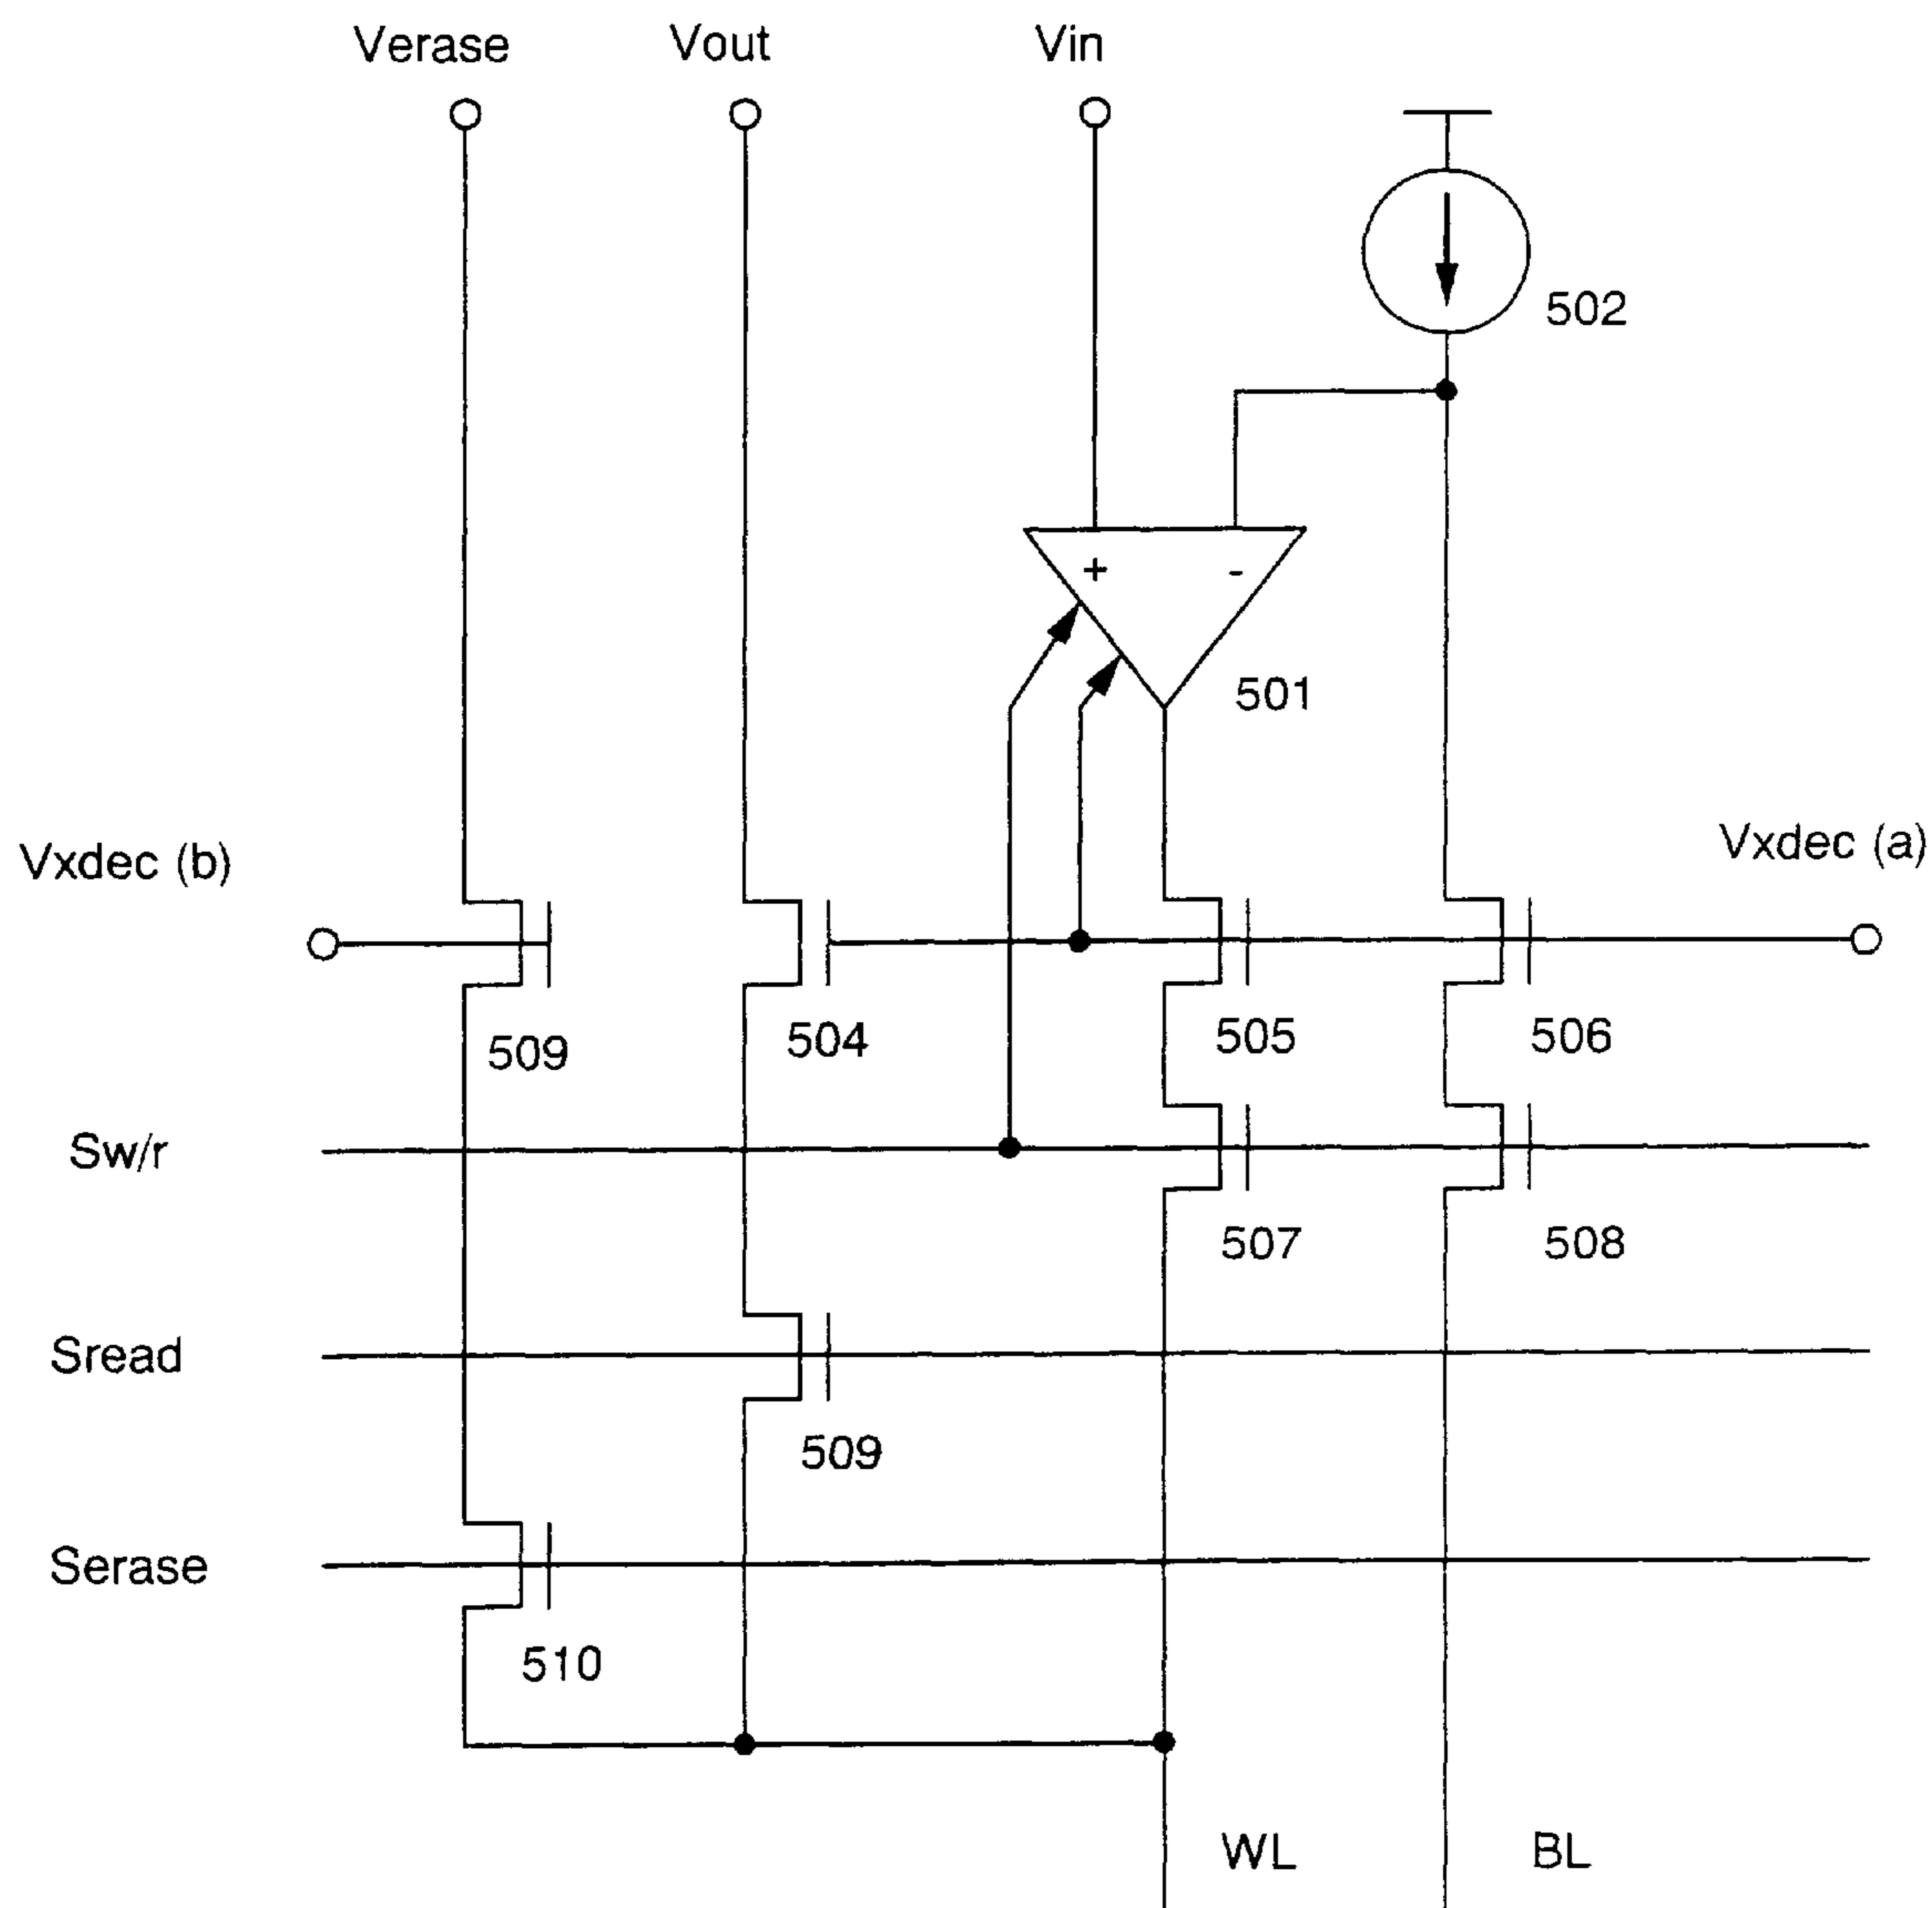 Verase
Vout
Vin
502
+
-
501
Vxdec (a)
Vxdec (b)
509
504
505
506
Sw/r
507
508
Sread
509
Serase
510
WL
BL